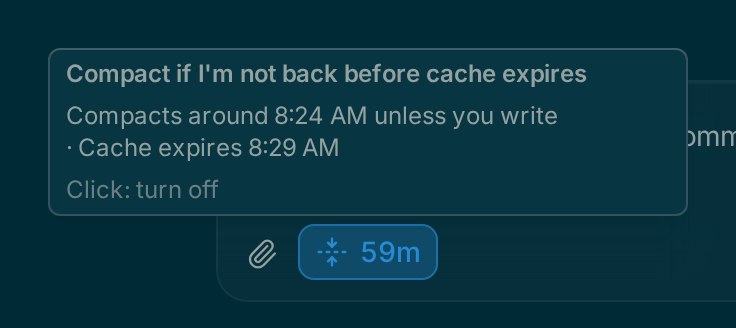 Compact if I'm not back before cache expires
Compacts around 8:24 AM unless you write
· Cache expires 8:29 AM
Click: turn off
59m